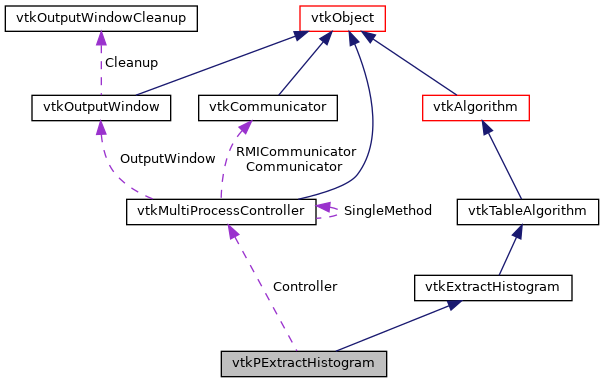 vtkOutputWindowCleanup
vtkObject
Cleanup
vtkOutputWindow
vtkCommunicator
vtkAlgorithm
OutputWindow
RMICommunicator
Communicator
vtkMultiProcessController
SingleMethod
vtkTableAlgorithm
Controller
vtkExtractHistogram
vtkPExtractHistogram